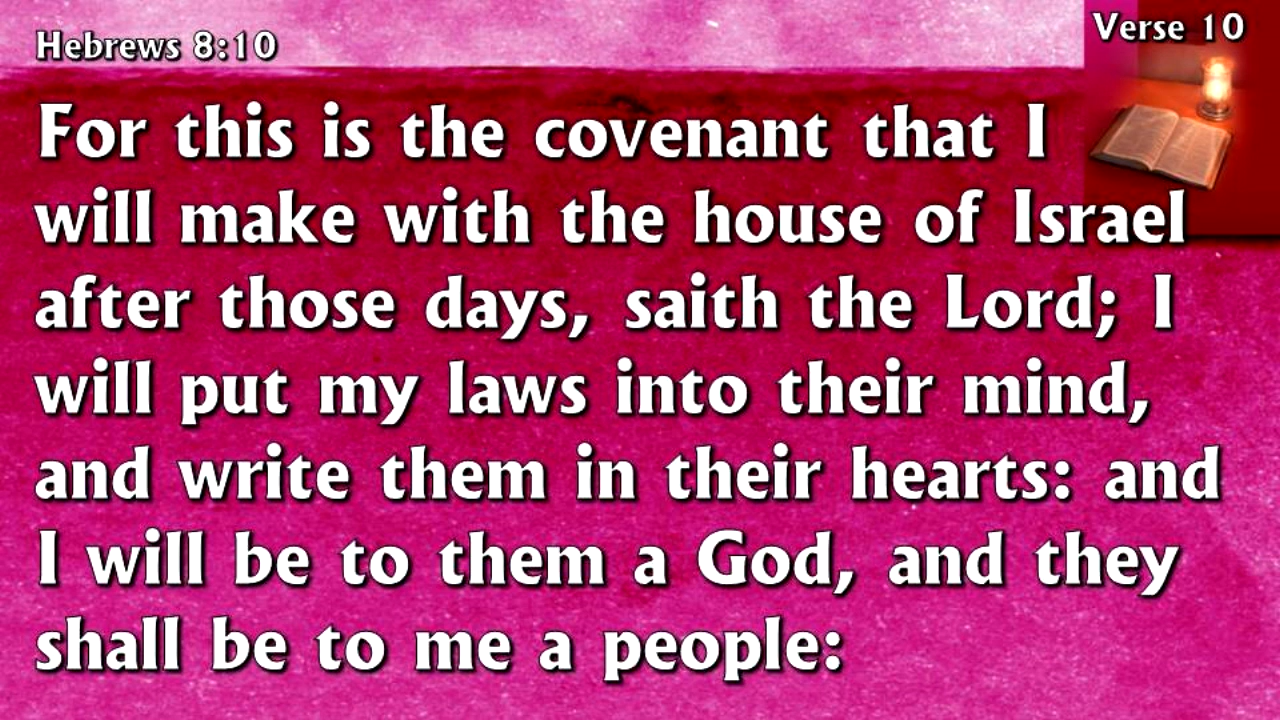 Hebrews 8:10
Verse 10
For this is the covenant that I
will make with the house of Israel
after those days, saith the Lord; I
will put my laws into their mind,
and write them in their hearts: and
I will be to them a God, and they
shall be to me a people: